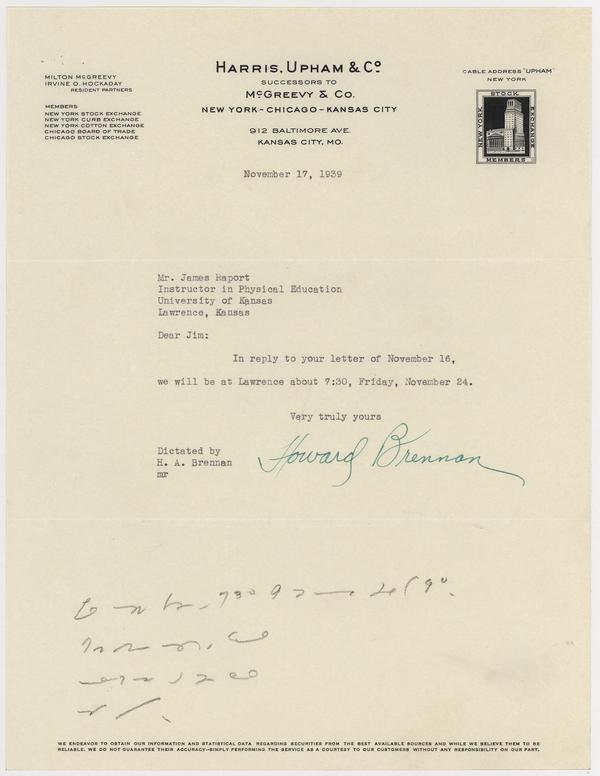 HARRIS, UPHAM & Co
SUCCESSORS TO
McGREEVY & CO.
NEW YORK - CHICAGO - KANSAS CITY
912 BALTIMORE AVE.
KANSAS CITY, MO.
MILTON McGREEVY
IRVINE O. HOCKADAY
RESIDENT PARTNERS
MEMBERS
NEW YORK STOCK EXCHANGE
NEW YORK CURB EXCHANGE
NEW YORK COTTON EXCHANGE
CHICAGO BOARD OF TRADE
CHICAGO STOCK EXCHANGE
CABLE ADDRESS "UPHAM"
NEW YORK
NEW YORK
STOCK
EXCHANGE
MEMBERS
November 17, 1939
Mr. James Raport
Instructor in Physical Education
University of Kansas
Lawrence, Kansas
Dear Jim:
In reply to your letter of November 16,
we will be at Lawrence about 7:30, Friday, November 24.
Very truly yours
Howard Brennan
Dictated by
H. A. Brennan
mr
730
WE ENDEAVOR TO OBTAIN OUR INFORMATION AND STATISTICAL DATA REGARDING SECURITIES FROM THE BEST AVAILABLE SOURCES AND WHILE WE BELIEVE THEM TO BE
RELIABLE, WE DO NOT GUARANTEE THEIR ACCURACY—SIMPLY PERFORMING THE SERVICE AS A COURTESY TO OUR CUSTOMERS WITHOUT ANY RESPONSIBILITY ON OUR PART.